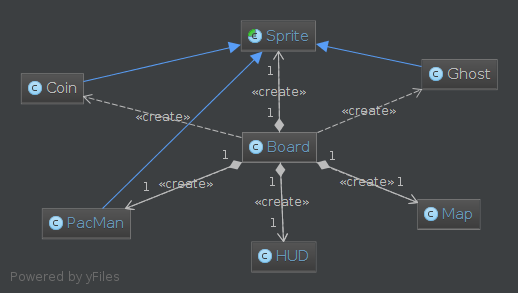 C Sprite
C Coin
C Ghost
1
«create»
1
«create»
«create»
C Board
1
1
1
1
«create»
«create»
«create» 1
C PacMan
1
C Map
C HUD
Powered by yFiles